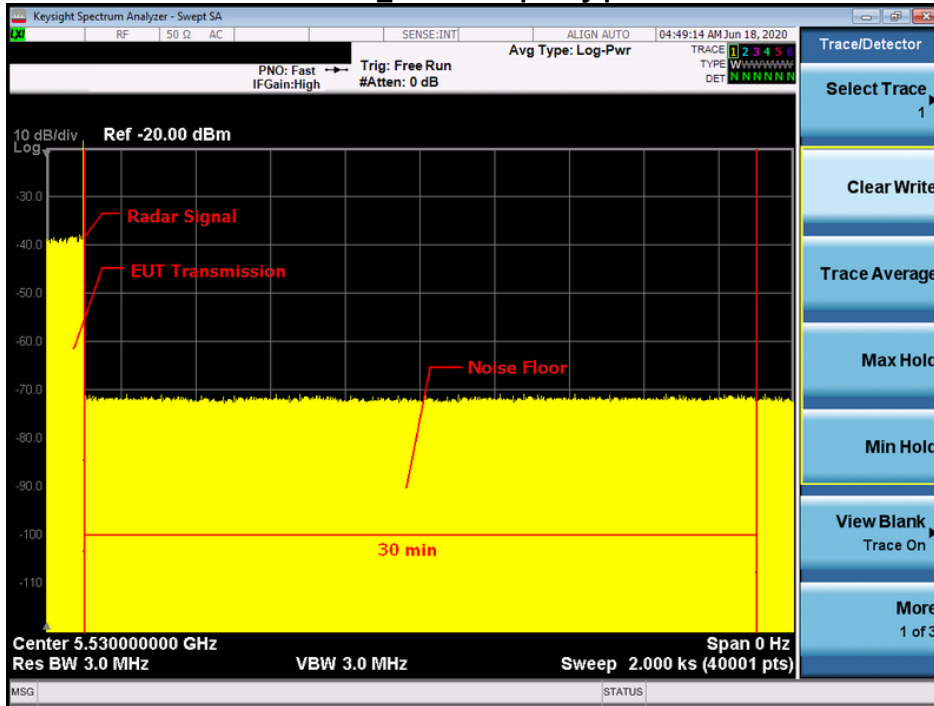 Keysight Spectrum Analyzer - Swept SA
LXI RF 50 Ω AC SENSE:INT ALIGN AUTO 04:49:14 AM Jun 18, 2020
Avg Type: Log-Pwr
TRACE 1 2 3 4 5 6
PNO: Fast Trig: Free Run
TYPE WWWWWW
IFGain:High #Atten: 0 dB
DET N N N N N N
10 dB/div Ref -20.00 dBm
Log
-30.0
Radar Signal
-40.0
EUT Transmission
-50.0
-60.0
Noise Floor
-70.0
-80.0
-90.0
-100
30 min
-110
Center 5.530000000 GHz Span 0 Hz
Res BW 3.0 MHz VBW 3.0 MHz Sweep 2.000 ks (40001 pts)
MSG STATUS
Trace/Detector
Select Trace
1
Clear Write
Trace Average
Max Hold
Min Hold
View Blank
Trace On
More
1 of 3